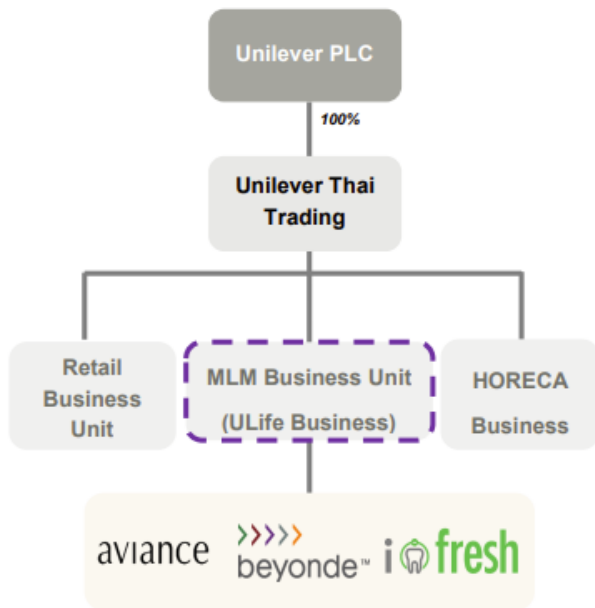 Unilever PLC
100%
Unilever Thai
Trading
Retail
Business
Unit
MLM Business Unit
(ULife Business)
HORECA
Business
aviance
beyonde™
i fresh